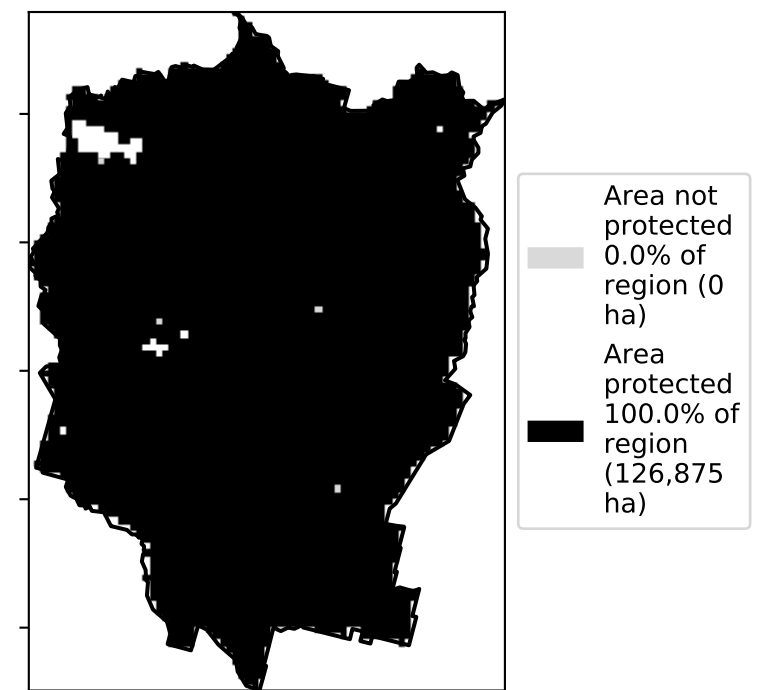 Area not
protected
0.0% of
region (0
ha)
Area
protected
100.0% of
region
(126,875
ha)